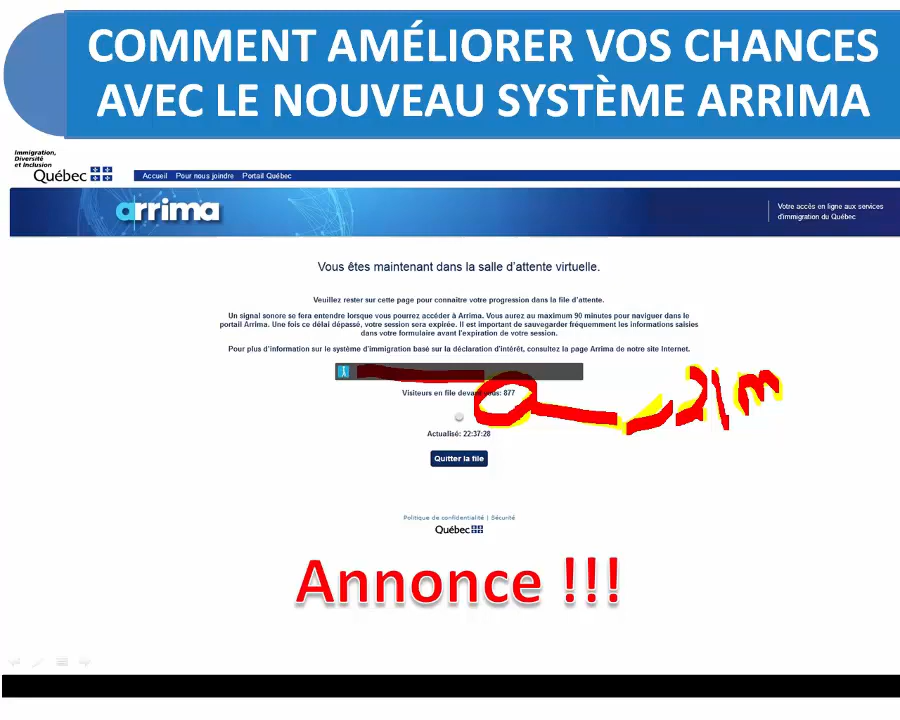 COMMENT AMÉLIORER VOS CHANCES
AVEC LE NOUVEAU SYSTÈME ARRIMA
Immigration,
Diversité
et Inclusion
Québec
Accueil Pour nous joindre Portail Québec
arrima
Votre accès en ligne aux services
d'immigration du Québec
Vous êtes maintenant dans la salle d'attente virtuelle.
Veuillez rester sur cette page pour connaitre votre progression dans la file d'attente.
Un signal sonore se fera entendre lorsque vous pourrez accéder à Arrima. Vous aurez au maximum 90 minutes pour naviguer dans le
portail Arrima. Une fois ce délai dépassé, votre session sera expirée. Il est important de sauvegarder fréquemment les informations saisies
dans votre formulaire avant l'expiration de votre session.
Pour plus d'information sur le système d'immigration basé sur la déclaration d'intérêt, consultez la page Arrima de notre site Internet.
Visiteurs en file devant vous: 877
21 m
Actualisé: 22:37:28
Quitter la file
Politique de confidentialité | Sécurité
Québec
Annonce !!!